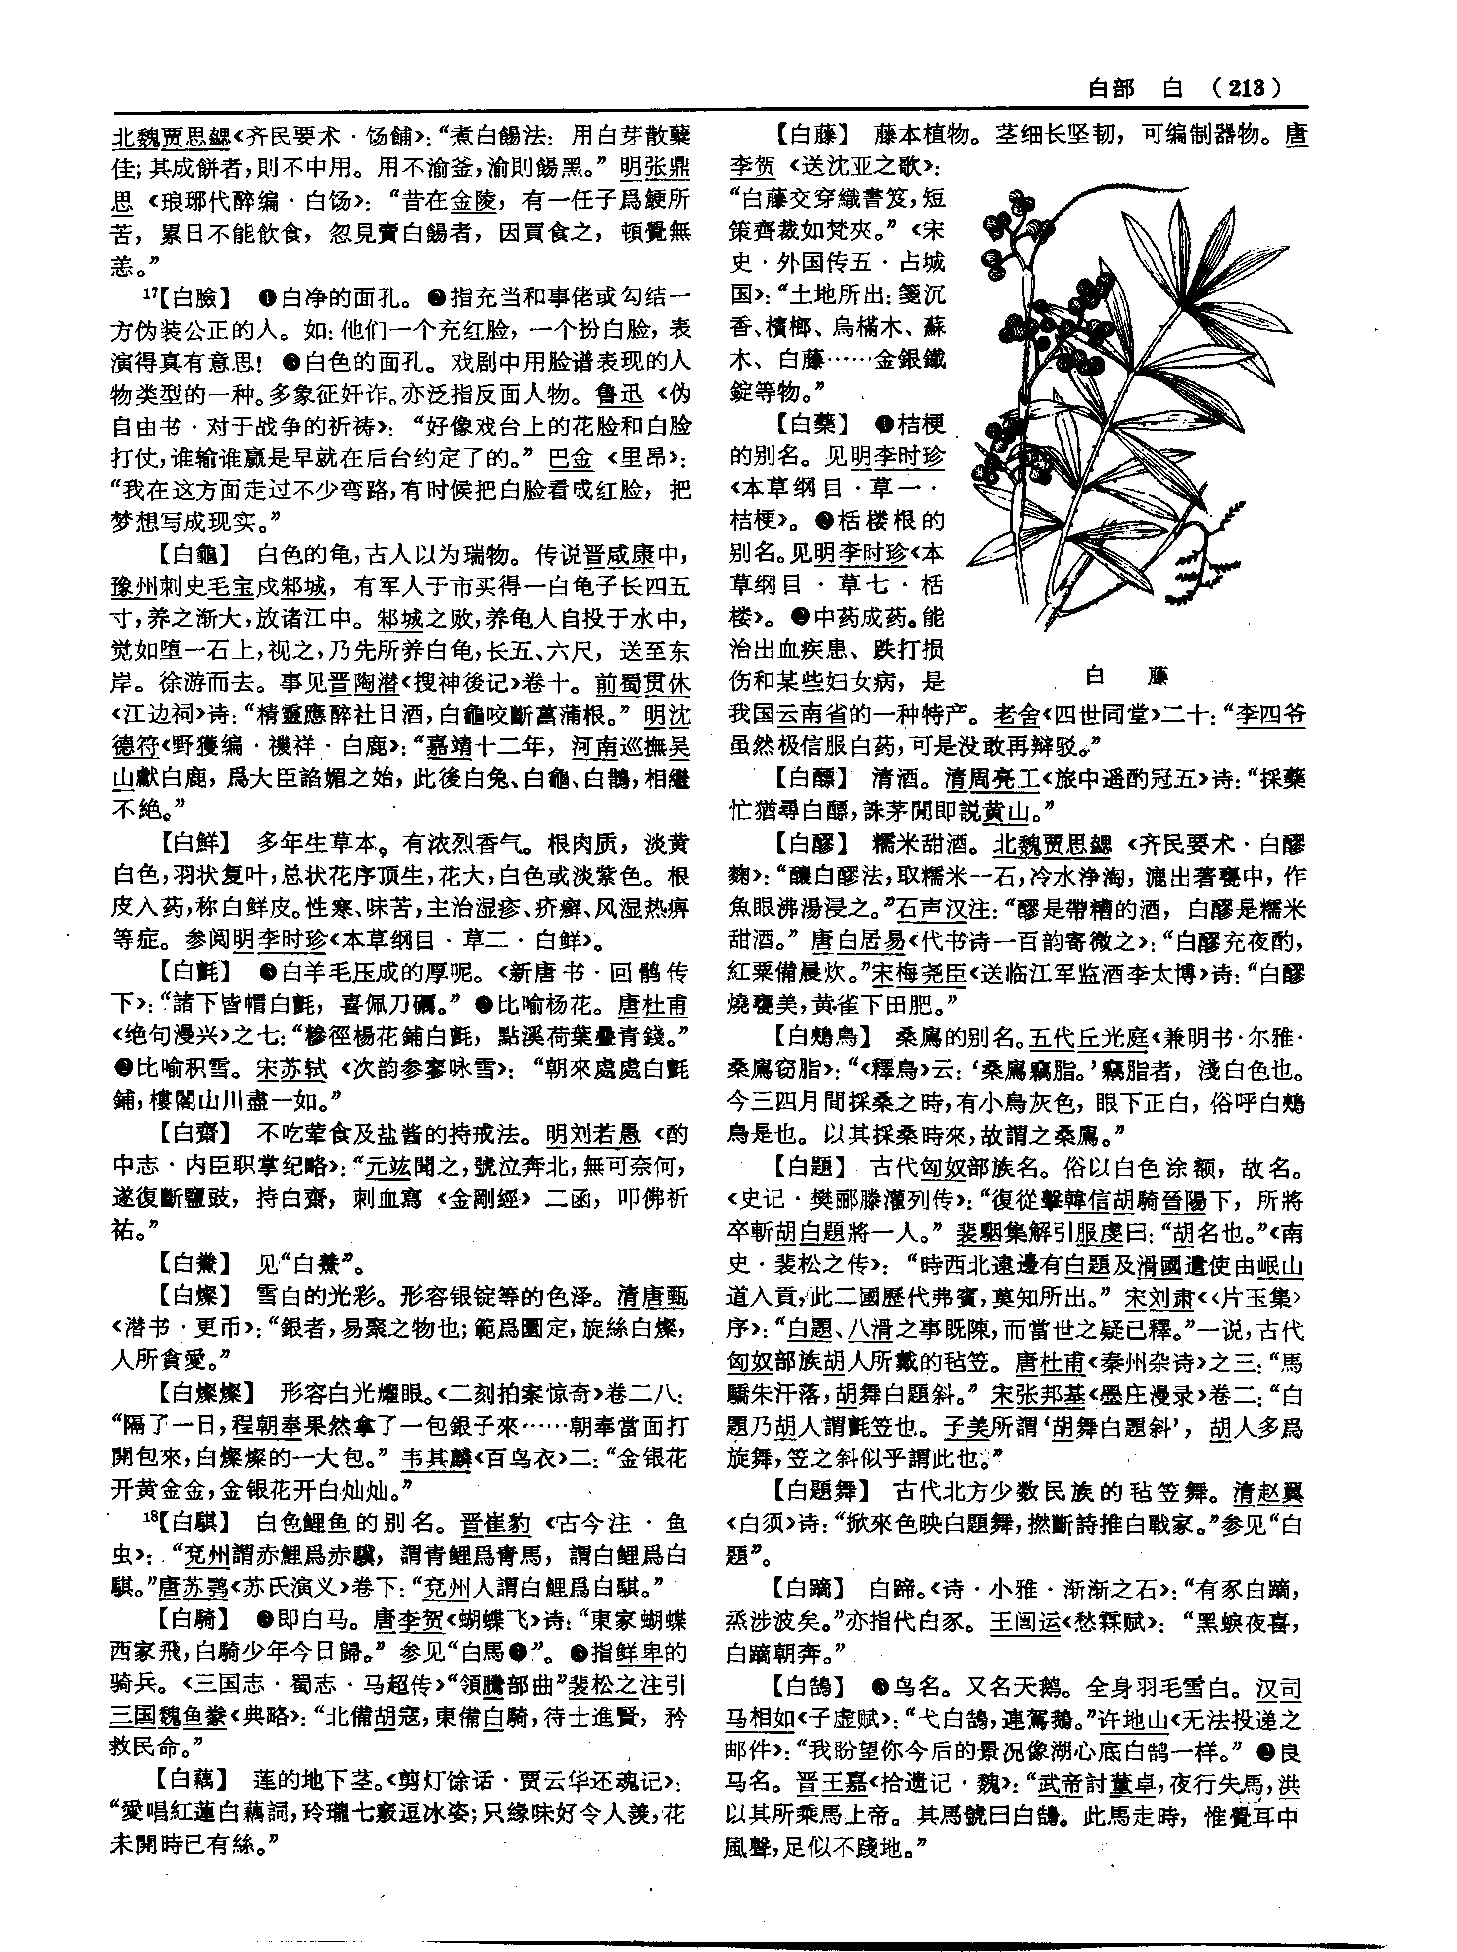 白部　白　（213）
北魏贾思勰《齐民要术·饧餔》：“煮白餳法：用白芽散蘖
佳；其成餅者，則不中用。用不渝釜，渝則餳黑。”明张鼎
思《琅琊代醉编·白饧》：“昔在金陵，有一任子爲鯁所
苦，累日不能飲食，忽見賣白餳者，因買食之，頓覺無
恙。”
17【白臉】　❶白净的面孔。❷指充当和事佬或勾结一
方伪装公正的人。如：他们一个充红脸，一个扮白脸，表
演得真有意思！❸白色的面孔。戏剧中用脸谱表现的人
物类型的一种。多象征奸诈。亦泛指反面人物。鲁迅《伪
自由书·对于战争的祈祷》：“好像戏台上的花脸和白脸
打仗，谁输谁赢是早就在后台约定了的。”巴金《里昂》：
“我在这方面走过不少弯路，有时候把白脸看成红脸，把
梦想写成现实。”
【白龜】　白色的龟，古人以为瑞物。传说晋咸康中，
豫州刺史毛宝戍邾城，有军人于市买得一白龟子长四五
寸，养之渐大，放诸江中。邾城之败，养龟人自投于水中，
觉如堕一石上，视之，乃先所养白龟，长五、六尺，送至东
岸。徐游而去。事见晋陶潜《搜神後记》卷十。前蜀贯休
《江边祠》诗：“精靈應醉社日酒，白龜咬斷菖蒲根。”明沈
德符《野獲编·禨祥·白鹿》：“嘉靖十二年，河南巡撫吴
山獻白鹿，爲大臣諂媚之始，此後白兔、白龜、白鵲，相繼
不絶。”
【白鮮】　多年生草本。有浓烈香气。根肉质，淡黄
白色，羽状复叶，总状花序顶生，花大，白色或淡紫色。根
皮入药，称白鲜皮。性寒、味苦，主治湿疹、疥癣、风湿热痹
等症。参阅明李时珍《本草纲目·草二·白鲜》。
【白氈】　❶白羊毛压成的厚呢。《新唐书·回鹘传
下》：“諸下皆帽白氈，喜佩刀礪。”❷比喻杨花。唐杜甫
《绝句漫兴》之七：“糝徑楊花鋪白氈，點溪荷葉疊青錢。”
❸比喻积雪。宋苏轼《次韵参寥咏雪》：“朝來處處白氈
鋪，樓閣山川盡一如。”
【白齋】　不吃荤食及盐酱的持戒法。明刘若愚《酌
中志·内臣职掌纪略》：“元竑聞之，號泣奔北，無可奈何，
遂復斷鹽豉，持白齋，刺血寫《金剛經》二函，叩佛祈
祐。”
见“白
【白燦】　雪白的光彩。形容银锭等的色泽。清唐甄
《潜书·更币》：“銀者，易聚之物也；範爲圜定，旋絲白燦，
人所貪愛。”
【白燦燦】　形容白光耀眼。《二刻拍案惊奇》卷二八：
“隔了一日，程朝奉果然拿了一包銀子來……朝奉當面打
開包來，白燦燦的一大包。”韦其麟《百鸟衣》二：“金银花
开黄金金，金银花开白灿灿。”
18【白騏】　白色鲤鱼的别名。晋崔豹《古今注·鱼
虫》：“兖州謂赤鯉爲赤驥，謂青鯉爲青馬，謂白鯉爲白
騏。”唐苏鹗《苏氏演义》卷下：“兖州人謂白鯉爲白騏。”
【白騎】　❶即白马。唐李贺《蝴蝶飞》诗：“東家蝴蝶
西家飛，白騎少年今日歸。”参见“白馬❶”。❷指鲜卑的
骑兵。《三国志·蜀志·马超传》“領騰部曲”裴松之注引
三国魏鱼豢《典略》：“北備胡寇，東備白騎，待士進賢，矜
救民命。”
【白藕】　莲的地下茎。《剪灯馀话·贾云华还魂记》：
“愛唱紅蓮白藕詞，玲瓏七竅逗冰姿；只緣味好令人羨，花
未開時已有絲。”
【白藤】　藤本植物。茎细长坚韧，可编制器物。唐
李贺《送沈亚之歌》：
“白藤交穿織書笈，短
策齊裁如梵夾。”《宋
史·外国传五·占城
国》：“土地所出：箋沉
香、檳榔、烏樠木、蘇
木、白藤……金銀鐵
錠等物。”
【白藥】　❶桔梗
的别名。见明李时珍
《本草纲目·草一·
桔梗》。❷栝楼根的
别名。见明李时珍《本
草纲目·草七·栝
楼》。❸中药成药。能
治出血疾患、跌打损
伤和某些妇女病，是
白　藤
我国云南省的一种特产。老舍《四世同堂》二十：“李四爷
虽然极信服白药，可是没敢再辩驳。”
【白醥】　清酒。清周亮工《旅中遥酌冠五》诗：“採藥
忙猶尋白醥，誅茅閒即説黄山。”
【白醪】　糯米甜酒。北魏贾思勰《齐民要术·白醪
麴》：“釀白醪法，取糯米一石，冷水浄淘，漉出著甕中，作
魚眼沸湯浸之。”石声汉注：“醪是帶糟的酒，白醪是糯米
甜酒。”唐白居易《代书诗一百韵寄微之》：“白醪充夜酌，
紅粟備晨炊。”宋梅尧臣《送临江军监酒李太博》诗：“白醪
燒甕美，黄雀下田肥。”
【白鵊鳥】　桑鳸的别名。五代丘光庭《兼明书·尔雅·
桑鳸窃脂》：“《釋鳥》云：‘桑鳸竊脂。’竊脂者，淺白色也。
今三四月間採桑之時，有小鳥灰色，眼下正白，俗呼白鵊
鳥是也。以其採桑時來，故謂之桑鳸。”
【白題】　古代匈奴部族名。俗以白色涂额，故名。
《史记·樊郦滕灌列传》：“復從擊韓信胡騎晉陽下，所將
卒斬胡白題將一人。”裴駰集解引服虔曰：“胡名也。”《南
史·裴松之传》：“時西北遠邊有白題及滑國遣使由岷山
道入貢，此二國歷代弗賓，莫知所出。”宋刘肃《〈片玉集〉
序》：“白題、八滑之事既陳，而當世之疑已釋。”一说，古代
匈奴部族胡人所戴的毡笠。唐杜甫《秦州杂诗》之三：“馬
驕朱汗落，胡舞白題斜。”宋张邦基《墨庄漫录》卷二：“白
題乃胡人謂氈笠也。子美所謂‘胡舞白題斜’，胡人多爲
旋舞，笠之斜似乎謂此也。”
【白題舞】　古代北方少数民族的毡笠舞。清赵翼
《白须》诗：“掀來色映白題舞，撚斷詩推白戰家。”参见“白
題”。
【白蹢】　白蹄。《诗·小雅·渐渐之石》：“有豕白蹢，
烝涉波矣。”亦指代白豕。王闿运《愁霖赋》：“黑蜧夜喜，
白蹢朝奔。”
【白鵠】　❶鸟名。又名天鹅。全身羽毛雪白。汉司
马相如《子虚赋》：“弋白鵠，連鴐鵝。”许地山《无法投递之
邮件》：“我盼望你今后的景况像湖心底白鹄一样。”❷良
马名。晋王嘉《拾遗记·魏》：“武帝討董卓，夜行失馬，洪
以其所乘馬上帝。其馬號曰白鵠。此馬走時，惟覺耳中
風聲，足似不踐地。”